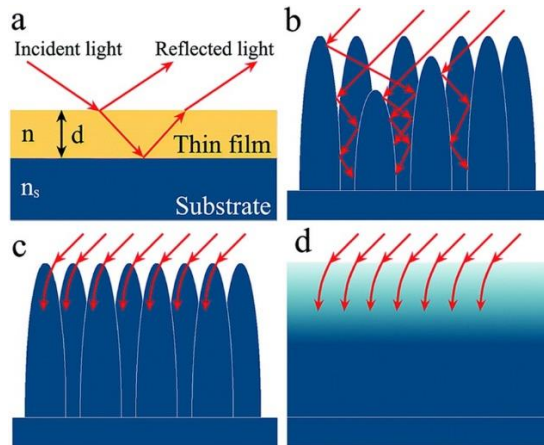 a
Incident light Reflected light
n d Thin film
nₛ
Substrate
b
c
d